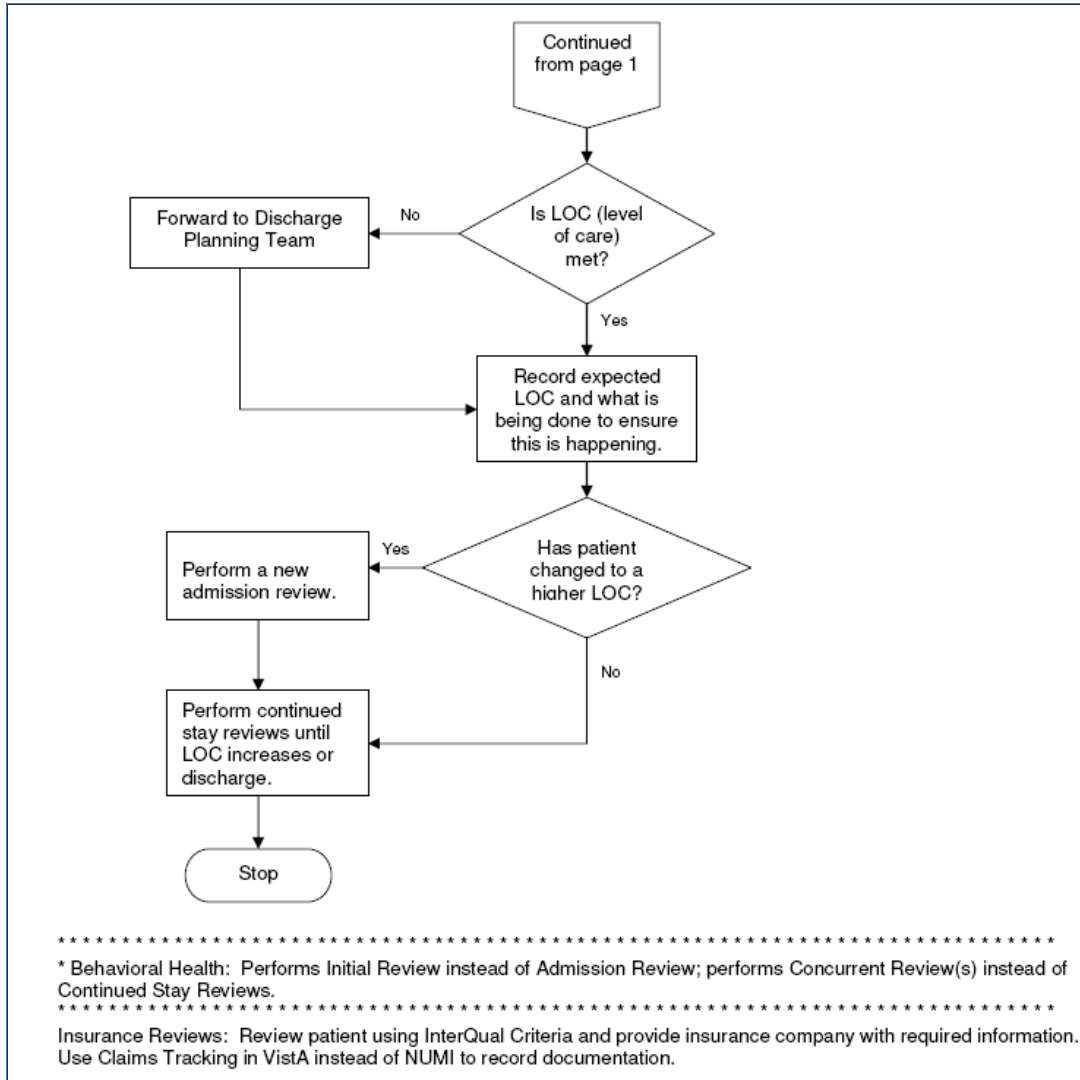 Continued
from page 1
Is LOC (level
of care)
met?
No
Forward to Discharge
Planning Team
Yes
Record expected
LOC and what is
being done to ensure
this is happening.
Has patient
changed to a
higher LOC?
Yes
Perform a new
admission review.
No
Perform continued
stay reviews until
LOC increases or
discharge.
Stop
* * * * * * * * * * * * * * * * * * * * * * * * * * * * * * * * * * * * * * * * * * * * * * * * * * * * * * * * * * * * * * * * * * * * * * * * * * * * *
* Behavioral Health: Performs Initial Review instead of Admission Review; performs Concurrent Review(s) instead of
Continued Stay Reviews.
* * * * * * * * * * * * * * * * * * * * * * * * * * * * * * * * * * * * * * * * * * * * * * * * * * * * * * * * * * * * * * * * * * * * * * * * * * * * *
Insurance Reviews: Review patient using InterQual Criteria and provide insurance company with required information.
Use Claims Tracking in VistA instead of NUMI to record documentation.